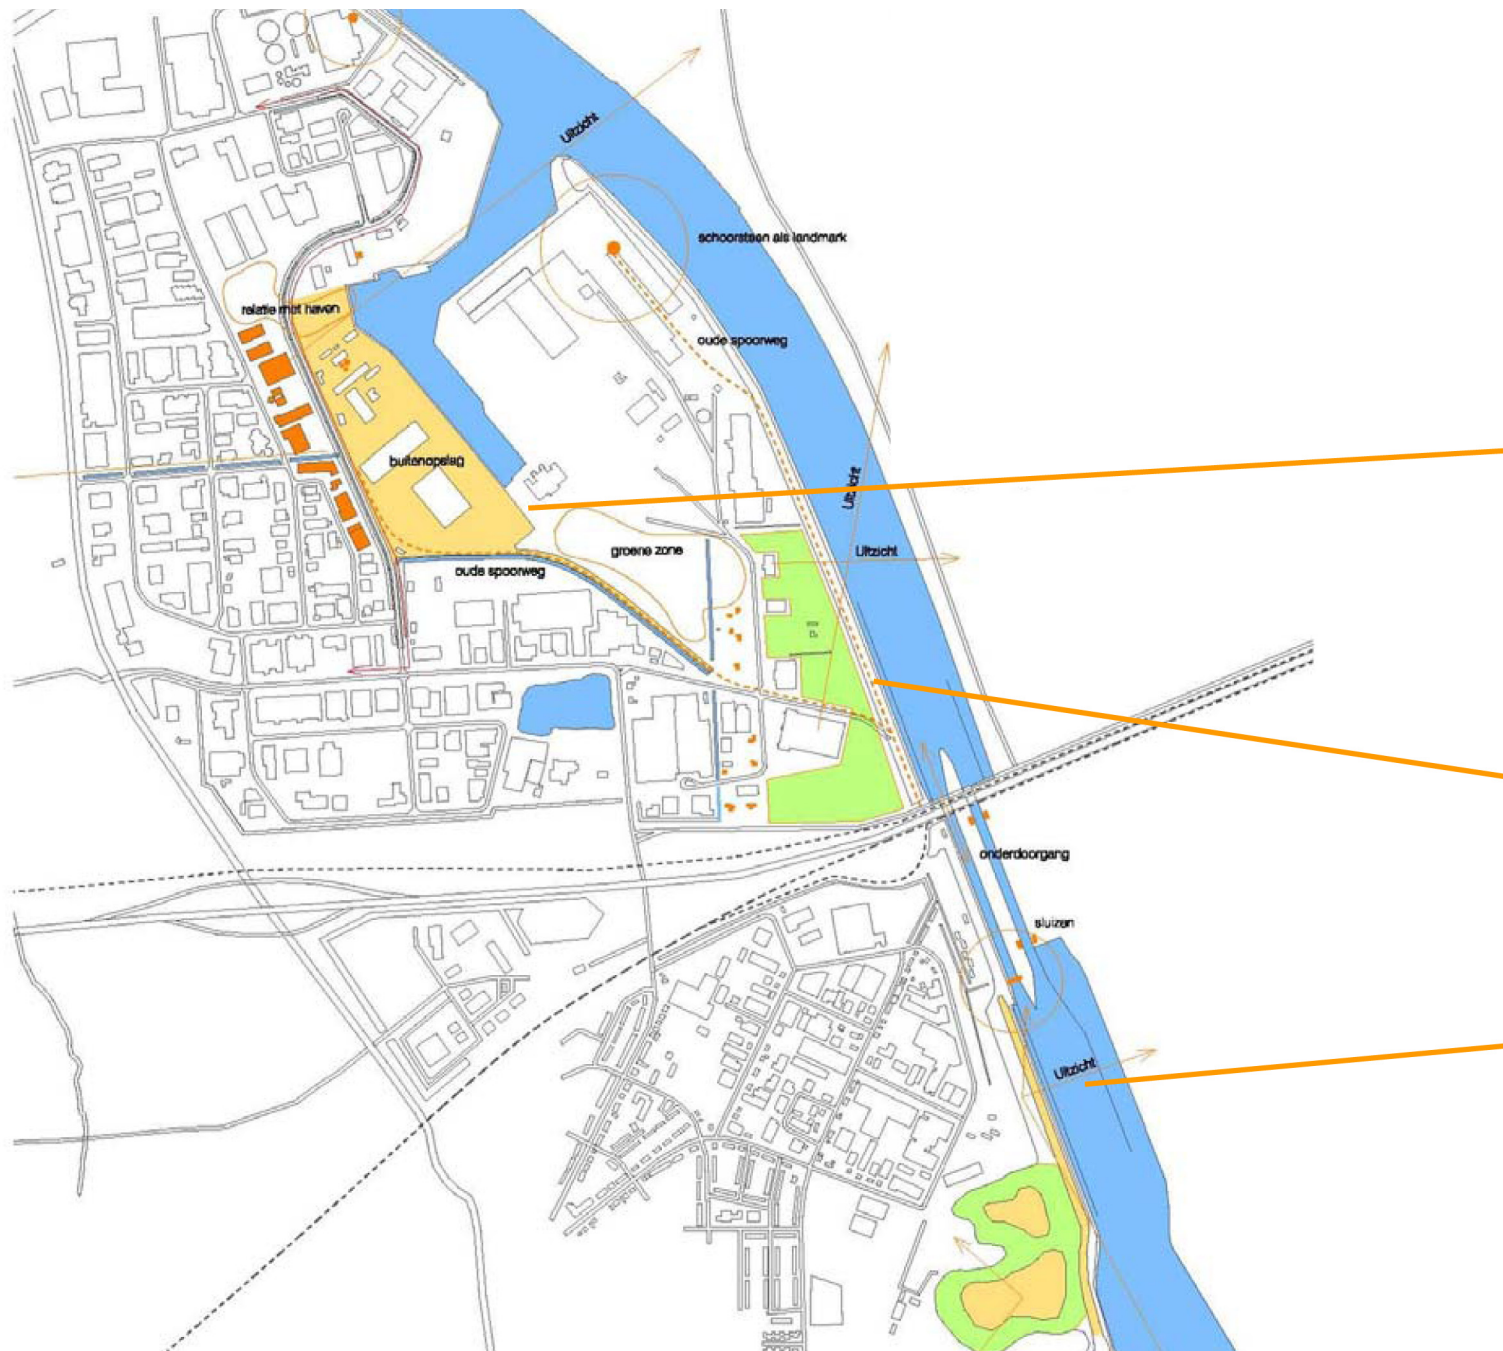 Uitzicht
schoorsteen als landmark
relatie met haven
oude spoorweg
buitenopslag
Uitzicht
Uitzicht
groene zone
oude spoorweg
onderdoorgang
sluizen
Uitzicht